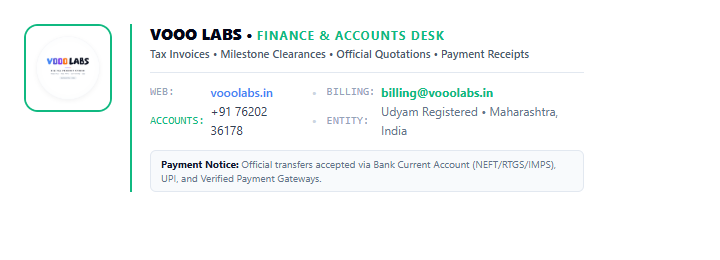 VOOO LABS
VOOO LABS • FINANCE & ACCOUNTS DESK
Tax Invoices • Milestone Clearances • Official Quotations • Payment Receipts
WEB: vooolabs.in • BILLING: billing@vooolabs.in
ACCOUNTS: +91 76202 36178 • ENTITY: Udyam Registered • Maharashtra, India
Payment Notice: Official transfers accepted via Bank Current Account (NEFT/RTGS/IMPS),
UPI, and Verified Payment Gateways.